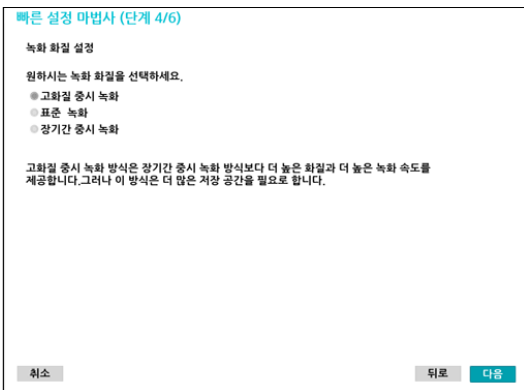 빠른 설정 마법사 (단계 4/6)
녹화 화질 설정
원하시는 녹화 화질을 선택하세요.
고화질 중시 녹화
표준 녹화
장기간 중시 녹화
고화질 중시 녹화 방식은 장기간 중시 녹화 방식보다 더 높은 화질과 더 높은 녹화 속도를
제공합니다.그러나 이 방식은 더 많은 저장 공간을 필요로 합니다.
취소 뒤로 다음